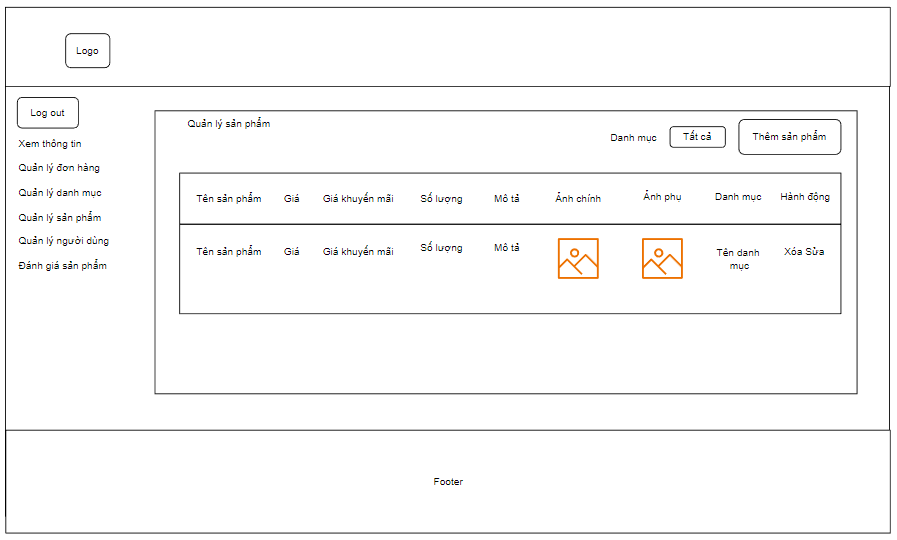 Logo
Log out
Xem thông tin
Quản lý đơn hàng
Quản lý danh mục
Quản lý sản phẩm
Quản lý người dùng
Đánh giá sản phẩm
Quản lý sản phẩm
Danh mục Tất cả Thêm sản phẩm
Tên sản phẩm Giá Giá khuyến mãi Số lượng Mô tả Ảnh chính Ảnh phụ Danh mục Hành động
Tên sản phẩm Giá Giá khuyến mãi Số lượng Mô tả Tên danh Xóa Sửa
mục
Footer